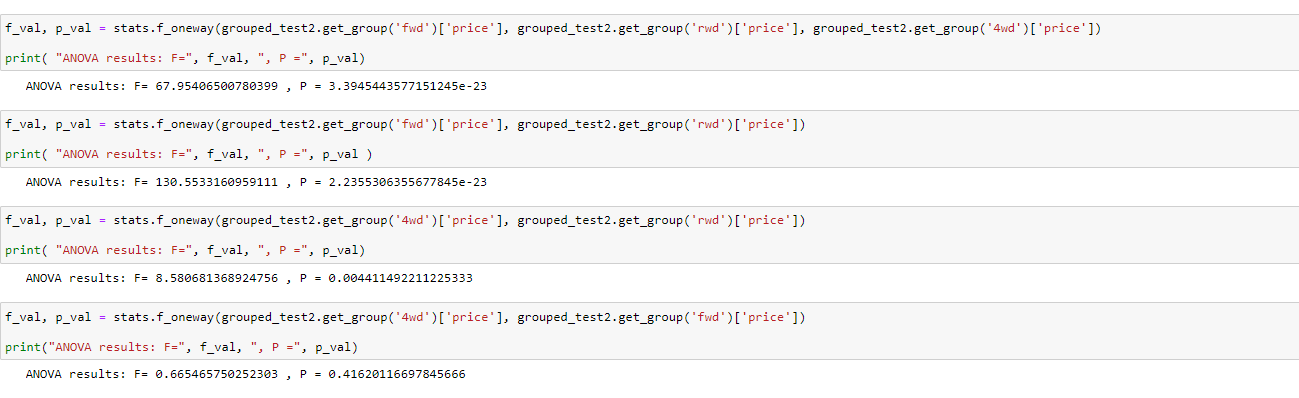 f_val, p_val = stats.f_oneway(grouped_test2.get_group('fwd')['price'], grouped_test2.get_group('rwd')['price'], grouped_test2.get_group('4wd')['price'])
print( "ANOVA results: F=", f_val, ", P =", p_val)
ANOVA results: F= 67.95406500780399 , P = 3.3945443577151245e-23
f_val, p_val = stats.f_oneway(grouped_test2.get_group('fwd')['price'], grouped_test2.get_group('rwd')['price'])
print( "ANOVA results: F=", f_val, ", P =", p_val )
ANOVA results: F= 130.5533160959111 , P = 2.2355306355677845e-23
f_val, p_val = stats.f_oneway(grouped_test2.get_group('4wd')['price'], grouped_test2.get_group('rwd')['price'])
print( "ANOVA results: F=", f_val, ", P =", p_val)
ANOVA results: F= 8.580681368924756 , P = 0.004411492211225333
f_val, p_val = stats.f_oneway(grouped_test2.get_group('4wd')['price'], grouped_test2.get_group('fwd')['price'])
print("ANOVA results: F=", f_val, ", P =", p_val)
ANOVA results: F= 0.665465750252303 , P = 0.41620116697845666